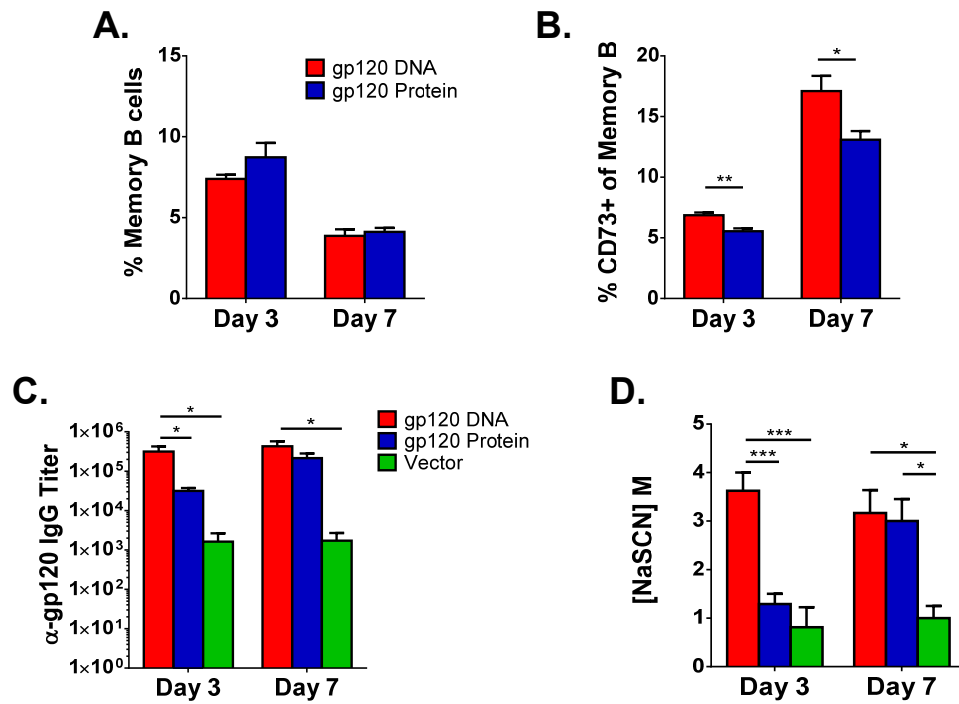 A.
% Memory B cells
15
10
5
0
gp120 DNA
gp120 Protein
Day 3
Day 7
B.
% CD73+ of Memory B
20
15
10
5
0
**
*
Day 3
Day 7
C.
α-gp120 IgG Titer
1×10⁶
1×10⁵
1×10⁴
1×10³
1×10²
1×10¹
1×10⁰
*
*
*
gp120 DNA
gp120 Protein
Vector
Day 3
Day 7
D.
[NaSCN] M
5
4
3
2
1
0
***
***
*
*
Day 3
Day 7